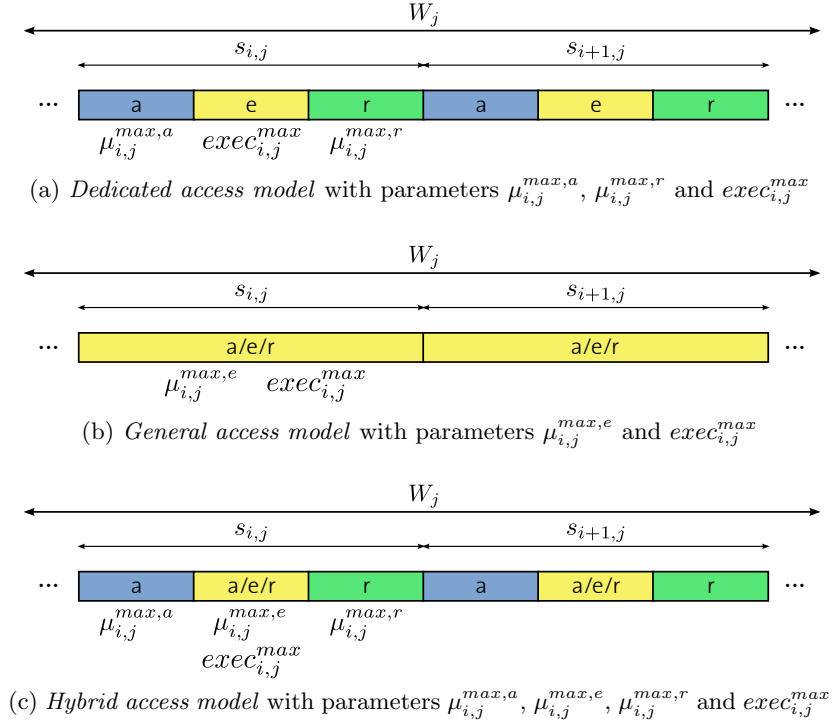 W_j
s_{i,j} s_{i+1,j}
... a e r a e r ...
μ_{i,j}^{max,a} exec_{i,j}^{max} μ_{i,j}^{max,r}
(a) Dedicated access model with parameters μ_{i,j}^{max,a}, μ_{i,j}^{max,r} and exec_{i,j}^{max}
W_j
s_{i,j} s_{i+1,j}
... a/e/r a/e/r ...
μ_{i,j}^{max,e} exec_{i,j}^{max}
(b) General access model with parameters μ_{i,j}^{max,e} and exec_{i,j}^{max}
W_j
s_{i,j} s_{i+1,j}
... a a/e/r r a a/e/r r ...
μ_{i,j}^{max,a} μ_{i,j}^{max,e} μ_{i,j}^{max,r}
exec_{i,j}^{max}
(c) Hybrid access model with parameters μ_{i,j}^{max,a}, μ_{i,j}^{max,e}, μ_{i,j}^{max,r} and exec_{i,j}^{max}